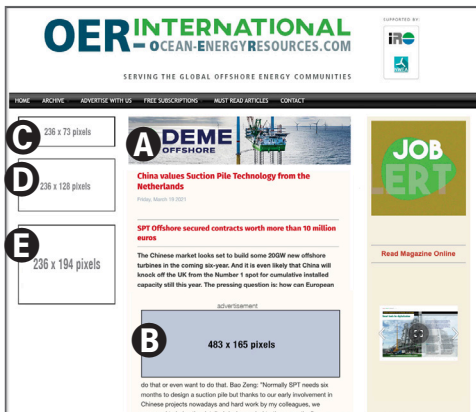 OER INTERNATIONAL
– OCEAN-ENERGYRESOURCES.COM
SUPPORTED BY:
iRO
SERVING THE GLOBAL OFFSHORE ENERGY COMMUNITIES
HOME ARCHIVE ADVERTISE WITH US FREE SUBSCRIPTIONS MUST READ ARTICLES CONTACT
C
236 x 73 pixels
D
236 x 128 pixels
E
236 x 194 pixels
A
DEME
OFFSHORE
China values Suction Pile Technology from the
Netherlands
Friday, March 18 2021
SPT Offshore secured contracts worth more than 10 million
euros
The Chinese market looks set to build some 20GW new offshore
turbines in the coming six-year. And it is even likely that China will
knock off the UK from the Number 1 spot for cumulative installed
capacity still this year. The pressing question is: how can European
advertisement
B
483 x 165 pixels
do that or even want to do that. Bao Zeng: "Normally SPT needs six
months to design a suction pile but thanks to our early involvement in
Chinese projects nowadays and hard work by my colleagues, we
JOB
LERT
Read Magazine Online